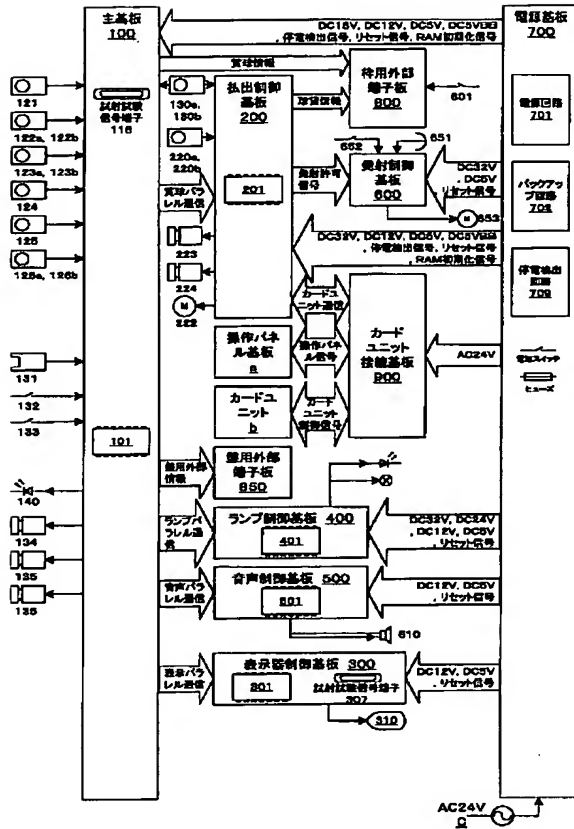 主基板
100
試射試験
信号端子
116
121
122a, 122b
123a, 123b
124
125
126a, 126b
131
132
133
101
140
134
135
136
DC18V, DC12V, DC5V, DC5VBB
, 停電検出信号, リセット信号, RAM初期化信号
賞球情報
130a,
130b
払出制御
基板
200
球貸情報
枠用外部
端子板
800
601
220a,
220b
652
651
賞球パラ
レル通信
201
発射許可
信号
発射制御
基板
600
DC32V
, DC5V
リセット信号
653
223
224
222
DC32V, DC12V, DC5V, DC5VBB
, 停電検出信号, リセット信号
, RAM初期化信号
カードユ
ニット通信
操作パネ
ル基板
a
操作パネ
ル信号
カード
ユニット
接続基板
900
AC24V
カードユ
ニット
b
カード
ユニット
制御信号
盤用外部
情報
盤用外部
端子板
850
ランプパ
ラレル通
信
ランプ制御基板 400
401
DC32V, DC24V
, DC12V, DC5V
, リセット信号
音声パラ
レル通信
音声制御基板 500
501
DC12V, DC5V
, リセット信号
510
表示パラ
レル通信
表示器制御基板 300
301
試射試験信号端子
307
DC12V, DC5V
, リセット信号
310
電源基板
700
電源回路
701
バックアッ
プ回路
702
停電検出
回路
703
電源スイッチ
ヒューズ
AC24V
c